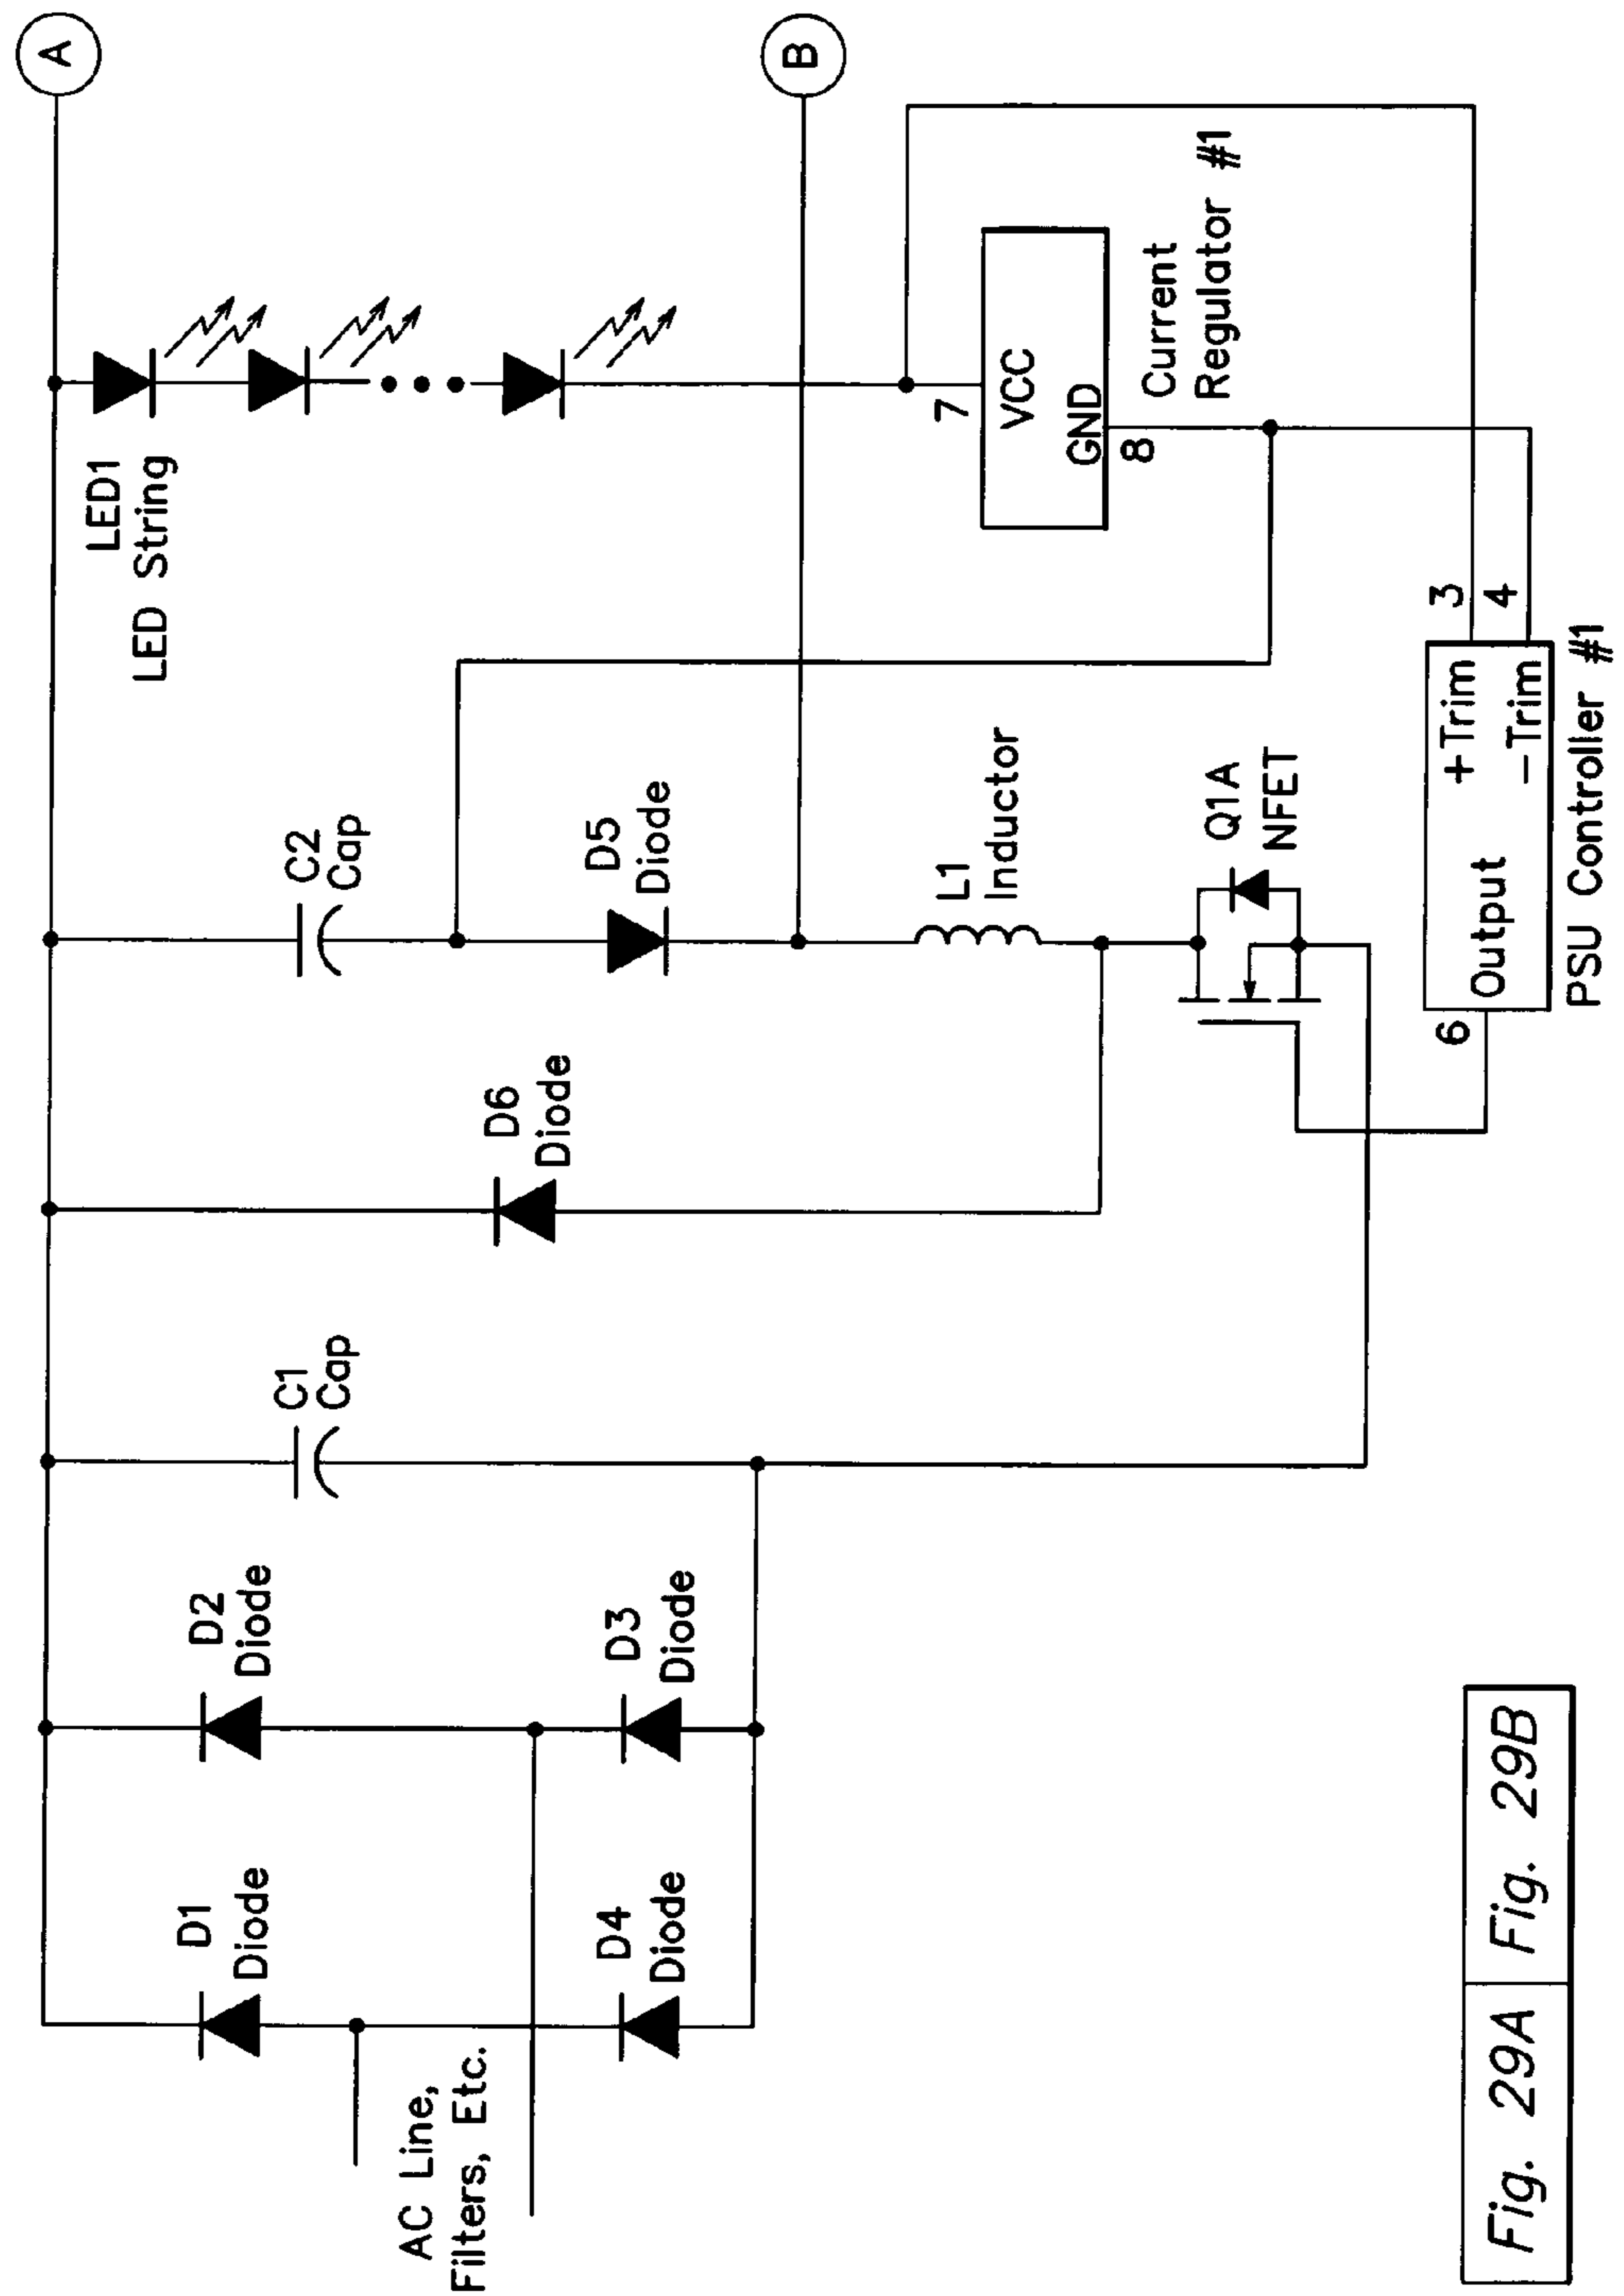 A
B
LED1
LED String
C2
Cap
D5
Diode
D6
Diode
C1
Cap
D2
Diode
D3
Diode
D1
Diode
D4
Diode
AC Line,
Filters, Etc.
L1
Inductor
Q1A
NFET
7
VCC
GND
8
Current
Regulator #1
3
4
+Trim
−Trim
Output
6
PSU Controller #1
Fig. 29A
Fig. 29B